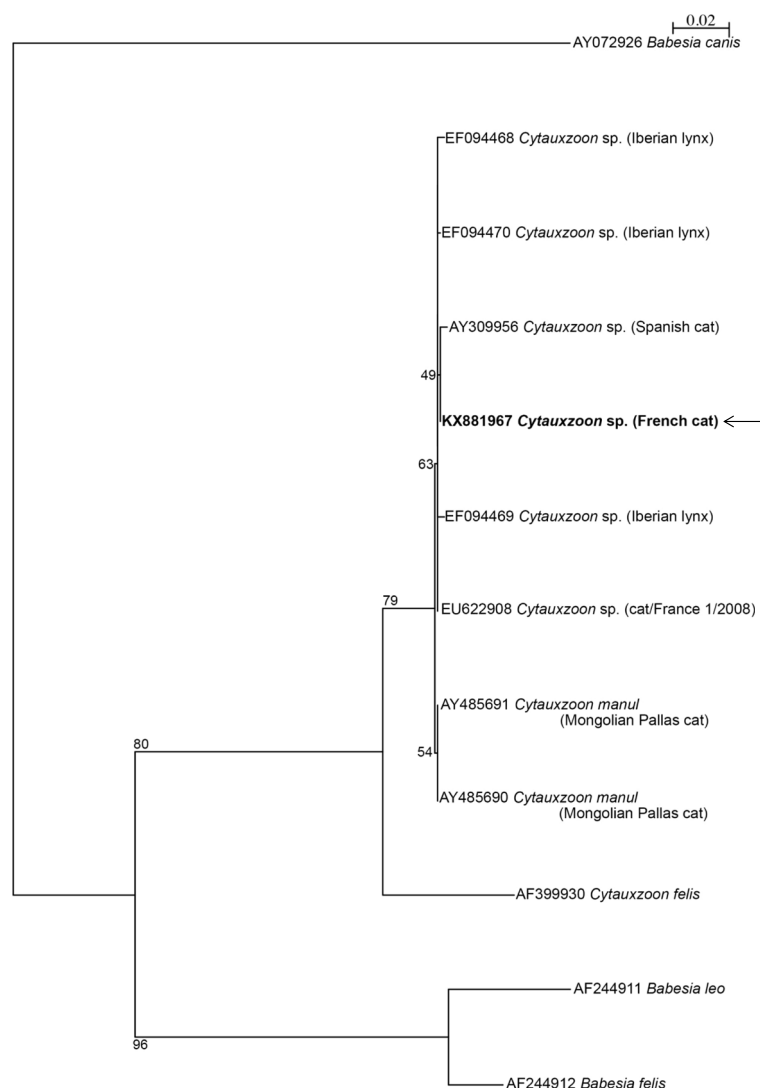 0.02
AY072926 Babesia canis
EF094468 Cytauxzoon sp. (Iberian lynx)
EF094470 Cytauxzoon sp. (Iberian lynx)
AY309956 Cytauxzoon sp. (Spanish cat)
49
KX881967 Cytauxzoon sp. (French cat)
63
EF094469 Cytauxzoon sp. (Iberian lynx)
79
EU622908 Cytauxzoon sp. (cat/France 1/2008)
AY485691 Cytauxzoon manul
(Mongolian Pallas cat)
80
54
AY485690 Cytauxzoon manul
(Mongolian Pallas cat)
AF399930 Cytauxzoon felis
AF244911 Babesia leo
96
AF244912 Babesia felis